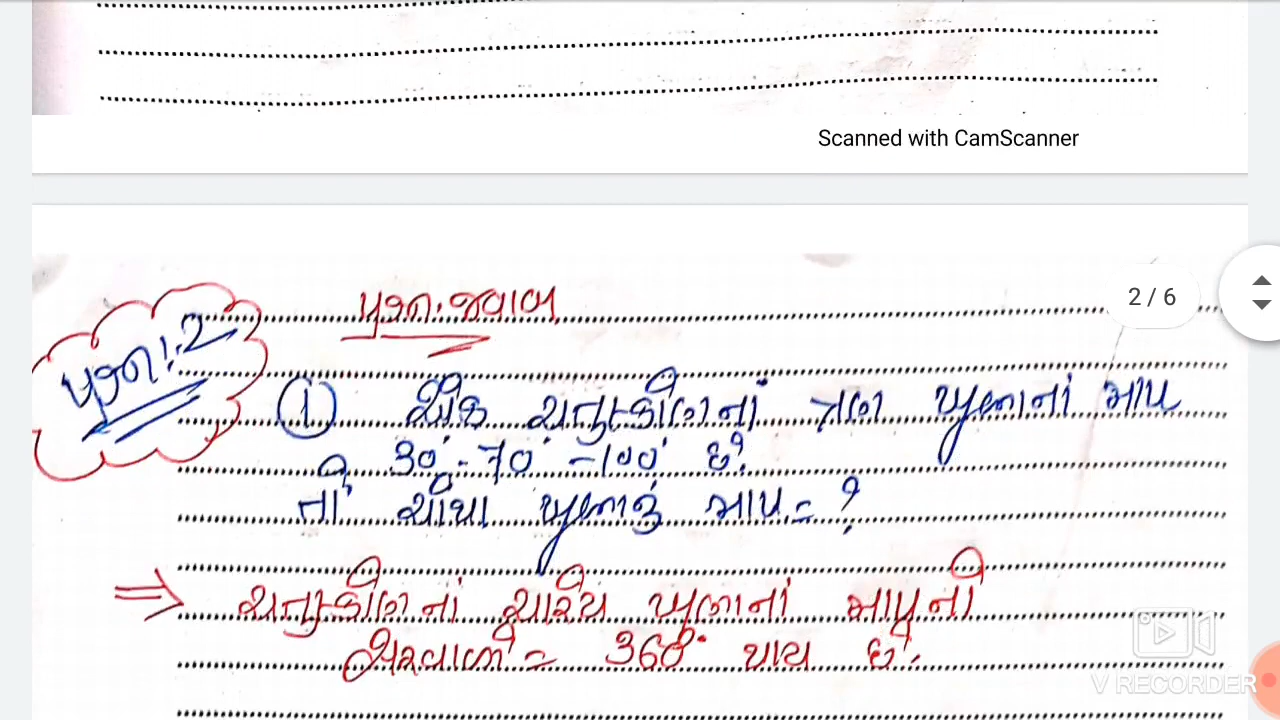 Scanned with CamScanner
2 / 6
પ્રશ્ન:જવાબ
પ્રશ્ન:2
① એક ચતુષ્કોણનાં ત્રણ ખૂણાનાં માપ
30° - 70° - 100° છે.
તો ચોથા ખૂણાનું માપ = ?
⇒ ચતુષ્કોણનાં ચારેય ખૂણાનાં માપની
સરવાળો = 360° થાય છે.
V RECORDER